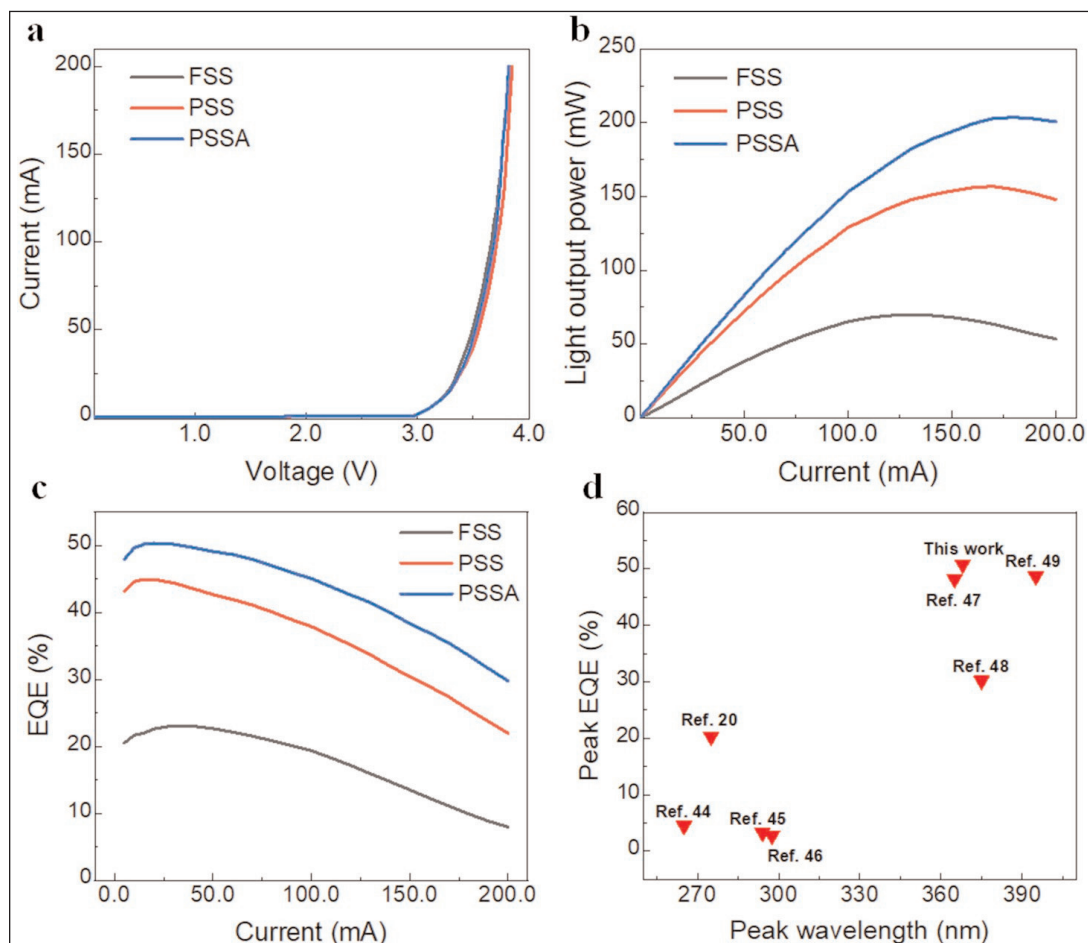 a
200
150
100
50
0
Current (mA)
FSS
PSS
PSSA
1.0
2.0
3.0
4.0
Voltage (V)
b
250
200
150
100
50
0
Light output power (mW)
FSS
PSS
PSSA
50.0
100.0
150.0
200.0
Current (mA)
c
50
40
30
20
10
0
EQE (%)
FSS
PSS
PSSA
0.0
50.0
100.0
150.0
200.0
Current (mA)
d
60
50
40
30
20
10
0
Peak EQE (%)
This work
Ref. 49
Ref. 47
Ref. 48
Ref. 20
Ref. 44
Ref. 45
Ref. 46
270
300
330
360
390
Peak wavelength (nm)